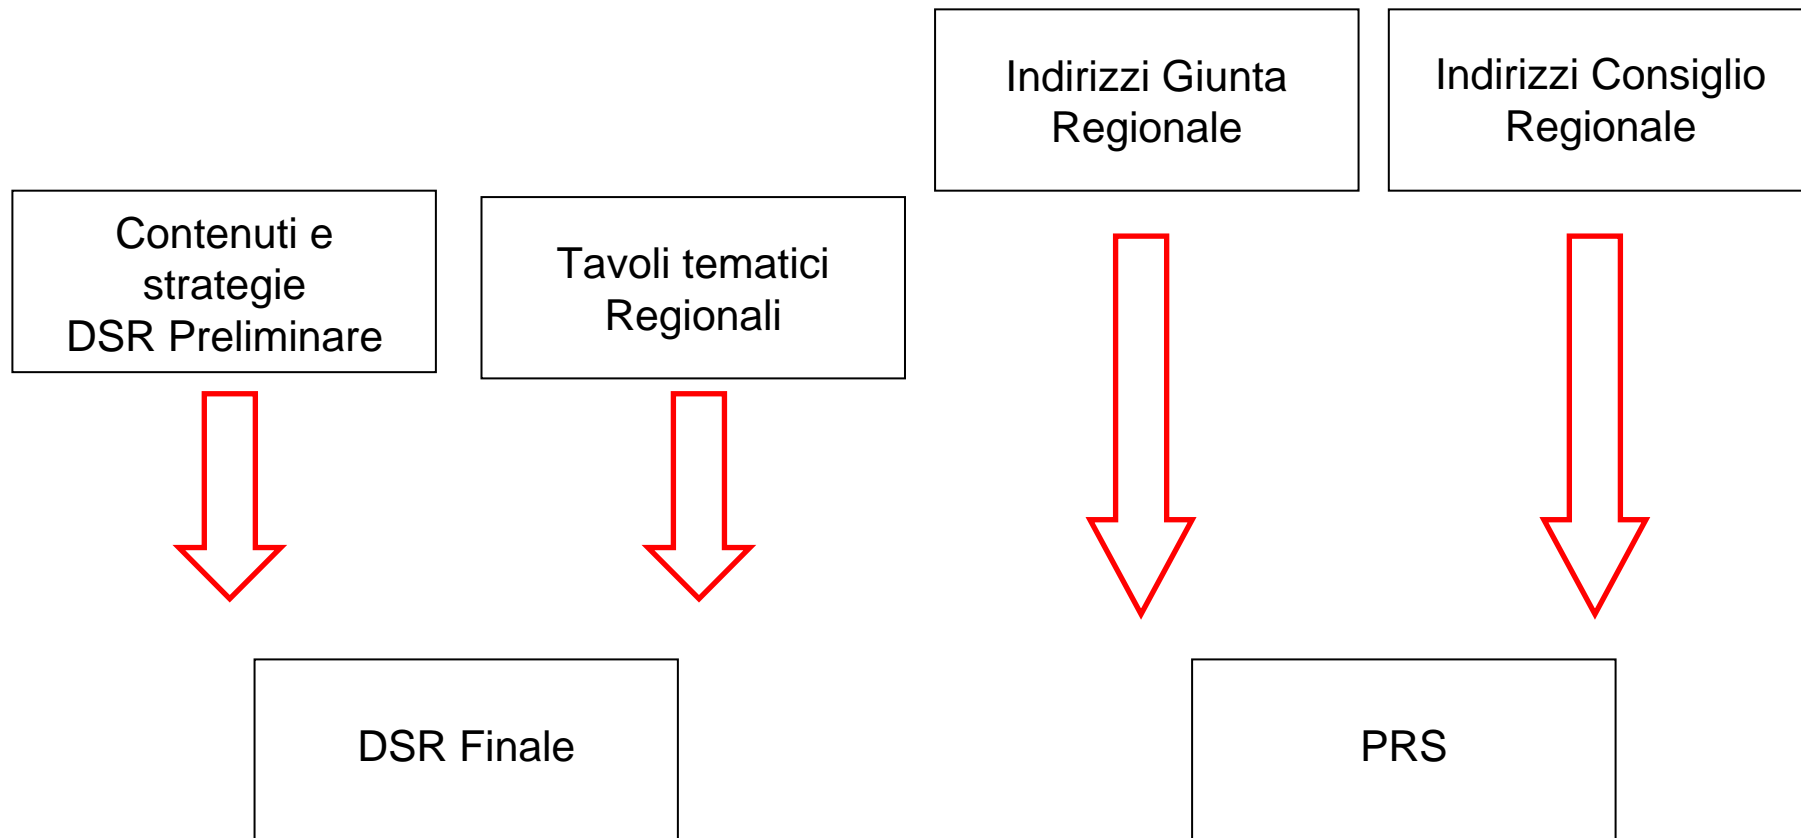 Indirizzi Giunta
Regionale
Indirizzi Consiglio
Regionale
Contenuti e
strategie
DSR Preliminare
Tavoli tematici
Regionali
DSR Finale
PRS